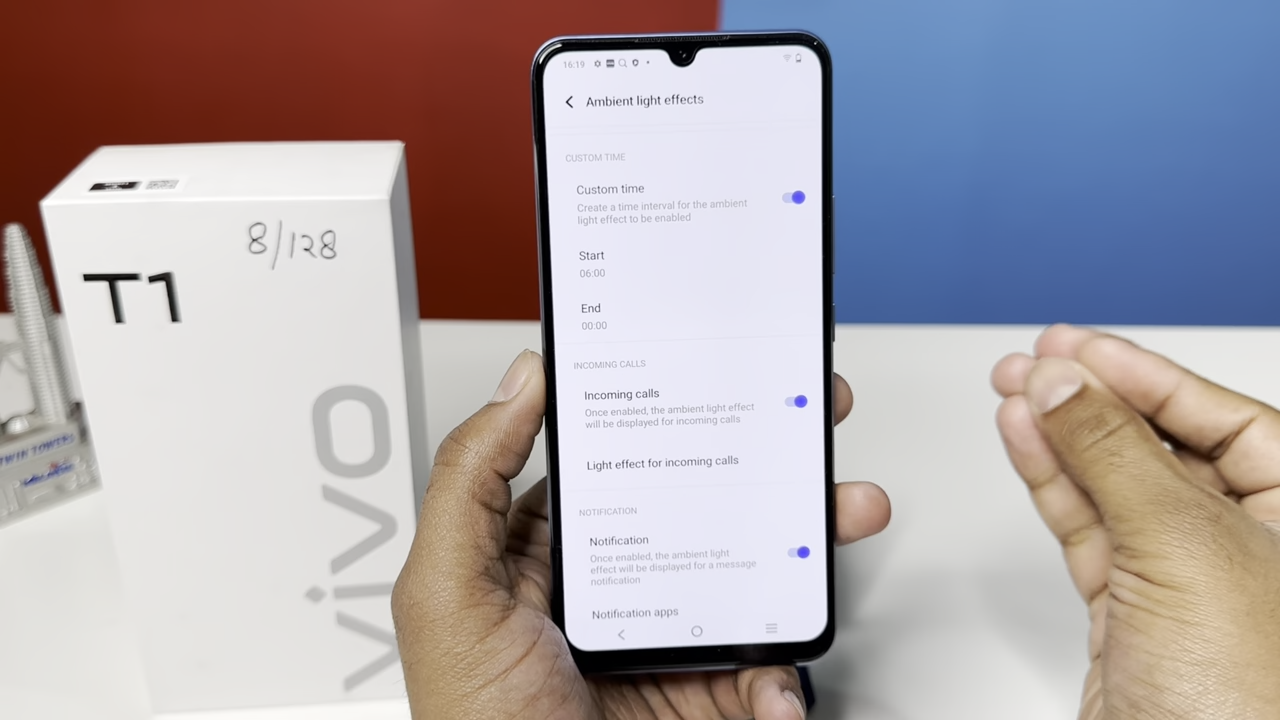 16:19
Ambient light effects
CUSTOM TIME
Custom time
Create a time interval for the ambient
light effect to be enabled
Start
06:00
End
00:00
INCOMING CALLS
Incoming calls
Once enabled, the ambient light effect
will be displayed for incoming calls
Light effect for incoming calls
NOTIFICATION
Notification
Once enabled, the ambient light
effect will be displayed for a message
notification
Notification apps
8/128
T1
vivo
TWIN TOWERS